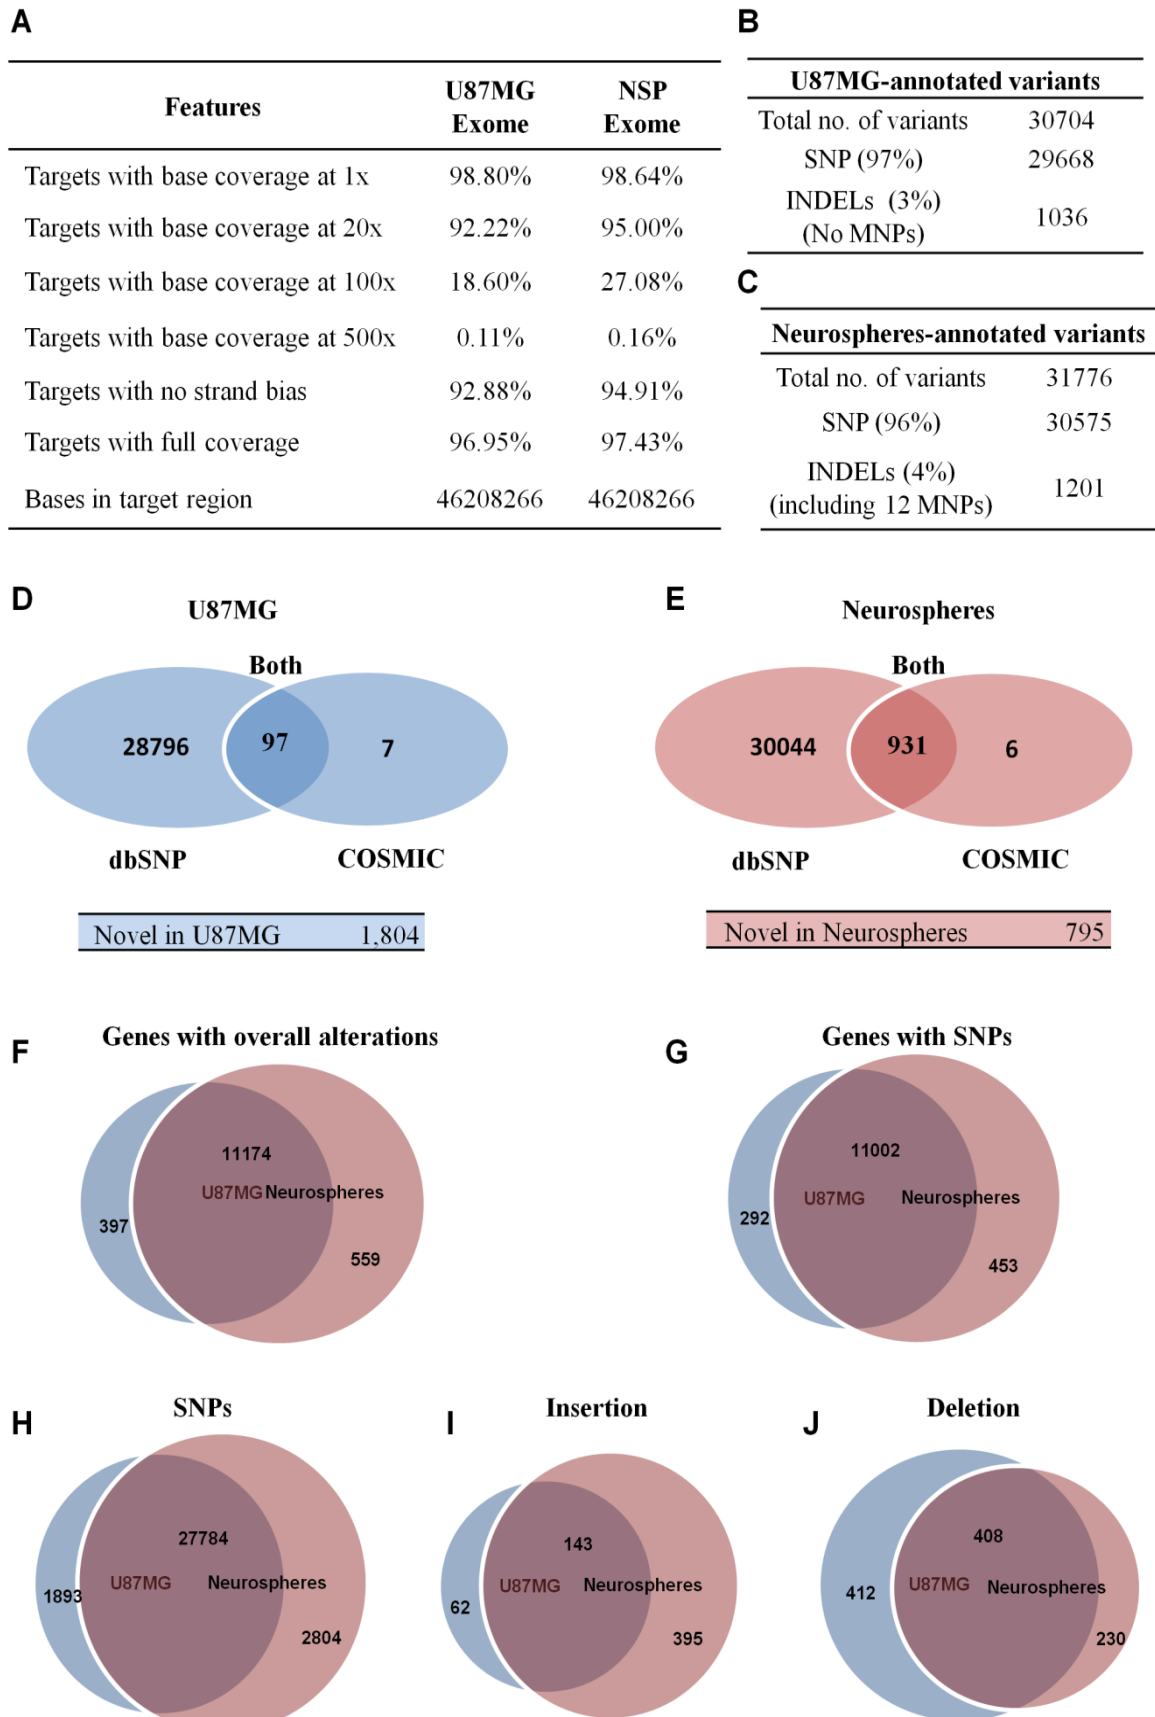 A
Features U87MG Exome NSP Exome
Targets with base coverage at 1x 98.80% 98.64%
Targets with base coverage at 20x 92.22% 95.00%
Targets with base coverage at 100x 18.60% 27.08%
Targets with base coverage at 500x 0.11% 0.16%
Targets with no strand bias 92.88% 94.91%
Targets with full coverage 96.95% 97.43%
Bases in target region 46208266 46208266
B
U87MG-annotated variants
Total no. of variants 30704
SNP (97%) 29668
INDELs (3%)
(No MNPs) 1036
C
Neurospheres-annotated variants
Total no. of variants 31776
SNP (96%) 30575
INDELs (4%)
(including 12 MNPs) 1201
D
U87MG
Both
28796 97 7
dbSNP COSMIC
Novel in U87MG 1,804
E
Neurospheres
Both
30044 931 6
dbSNP COSMIC
Novel in Neurospheres 795
F
Genes with overall alterations
11174
U87MG Neurospheres
397
559
G
Genes with SNPs
11002
U87MG Neurospheres
292
453
H
SNPs
27784
U87MG Neurospheres
1893
2804
I
Insertion
143
U87MG Neurospheres
62
395
J
Deletion
408
U87MG Neurospheres
412
230